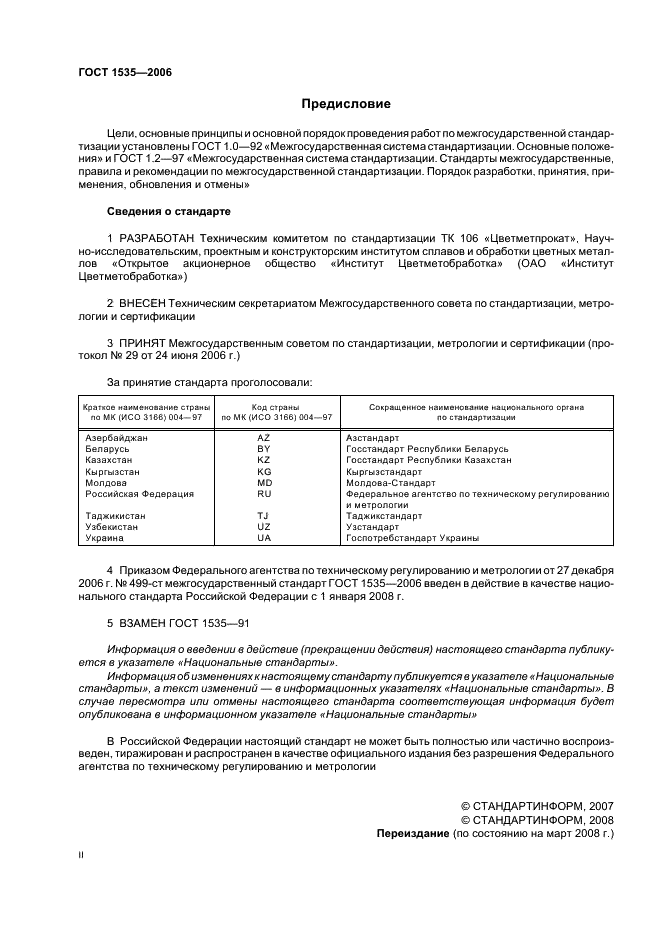 ГОСТ 1535—2006
Предисловие
Цели, основные принципы и основной порядок проведения работ по межгосударственной стандар-
тизации установлены ГОСТ 1.0—92 «Межгосударственная система стандартизации. Основные положе-
ния» и ГОСТ 1.2—97 «Межгосударственная система стандартизации. Стандарты межгосударственные,
правила и рекомендации по межгосударственной стандартизации. Порядок разработки, принятия, при-
менения, обновления и отмены»
Сведения о стандарте
1 РАЗРАБОТАН Техническим комитетом по стандартизации ТК 106 «Цветметпрокат», Науч-
но-исследовательским, проектным и конструкторским институтом сплавов и обработки цветных метал-
лов «Открытое акционерное общество «Институт Цветметобработка» (ОАО «Институт
Цветметобработка»)
2 ВНЕСЕН Техническим секретариатом Межгосударственного совета по стандартизации, метро-
логии и сертификации
3 ПРИНЯТ Межгосударственным советом по стандартизации, метрологии и сертификации (про-
токол № 29 от 24 июня 2006 г.)
За принятие стандарта проголосовали:
Краткое наименование страны Код страны Сокращенное наименование национального органа
по МК (ИСО 3166) 004—97 по МК (ИСО 3166) 004—97 по стандартизации
Азербайджан AZ Азстандарт
Беларусь BY Госстандарт Республики Беларусь
Казахстан KZ Госстандарт Республики Казахстан
Кыргызстан KG Кыргызстандарт
Молдова MD Молдова-Стандарт
Российская Федерация RU Федеральное агентство по техническому регулированию
и метрологии
Таджикистан TJ Таджикстандарт
Узбекистан UZ Узстандарт
Украина UA Госпотребстандарт Украины
4 Приказом Федерального агентства по техническому регулированию и метрологии от 27 декабря
2006 г. № 499-ст межгосударственный стандарт ГОСТ 1535—2006 введен в действие в качестве нацио-
нального стандарта Российской Федерации с 1 января 2008 г.
5 ВЗАМЕН ГОСТ 1535—91
Информация о введении в действие (прекращении действия) настоящего стандарта публику-
ется в указателе «Национальные стандарты».
Информация об изменениях к настоящему стандарту публикуется в указателе «Национальные
стандарты», а текст изменений — в информационных указателях «Национальные стандарты». В
случае пересмотра или отмены настоящего стандарта соответствующая информация будет
опубликована в информационном указателе «Национальные стандарты»
В Российской Федерации настоящий стандарт не может быть полностью или частично воспроиз-
веден, тиражирован и распространен в качестве официального издания без разрешения Федерального
агентства по техническому регулированию и метрологии
© СТАНДАРТИНФОРМ, 2007
© СТАНДАРТИНФОРМ, 2008
Переиздание (по состоянию на март 2008 г.)
II